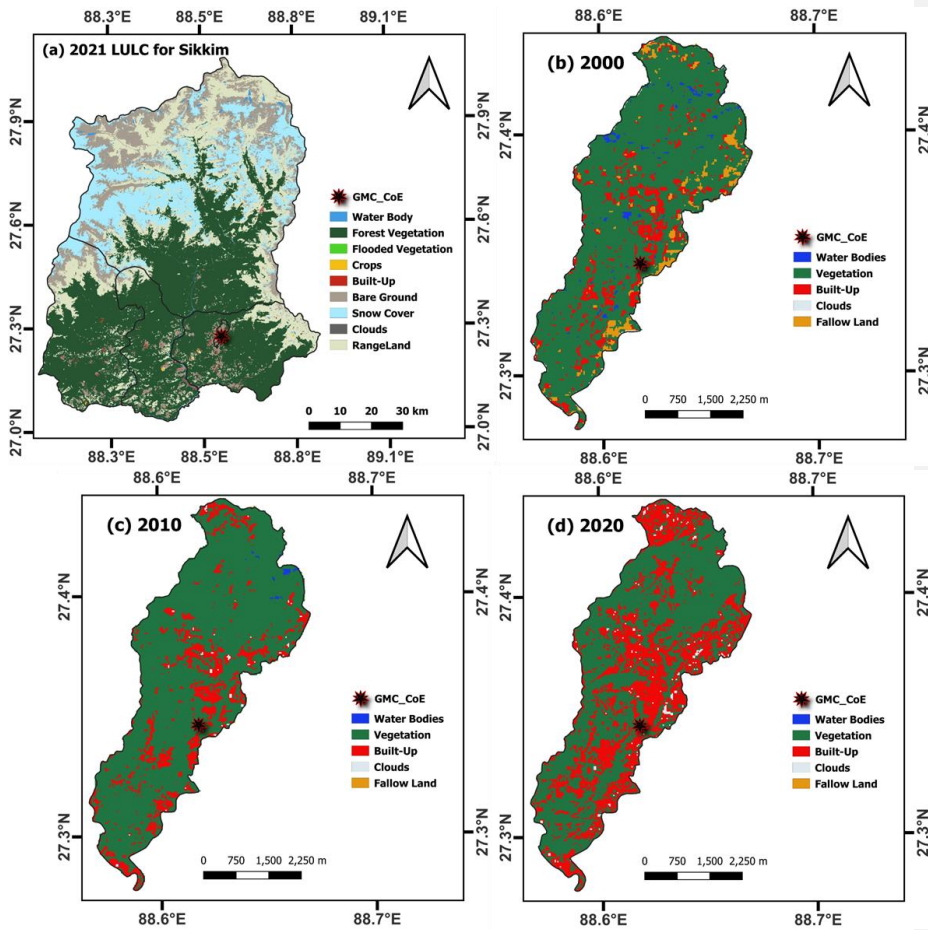 88.3°E 88.5°E 88.8°E 89.1°E
(a) 2021 LULC for Sikkim
27.9°N
27.6°N
27.3°N
27.0°N
27.9°N
27.6°N
27.3°N
27.0°N
GMC_CoE
Water Body
Forest Vegetation
Flooded Vegetation
Crops
Built-Up
Bare Ground
Snow Cover
Clouds
RangeLand
0 10 20 30 km
88.3°E 88.5°E 88.8°E 89.1°E
88.6°E 88.7°E
(b) 2000
27.4°N
27.3°N
27.4°N
27.3°N
GMC_CoE
Water Bodies
Vegetation
Built-Up
Clouds
Fallow Land
0 750 1,500 2,250 m
88.6°E 88.7°E
88.6°E 88.7°E
(c) 2010
27.4°N
27.3°N
27.4°N
27.3°N
GMC_CoE
Water Bodies
Vegetation
Built-Up
Clouds
Fallow Land
0 750 1,500 2,250 m
88.6°E 88.7°E
88.6°E 88.7°E
(d) 2020
27.4°N
27.3°N
27.4°N
27.3°N
GMC_CoE
Water Bodies
Vegetation
Built-Up
Clouds
Fallow Land
0 750 1,500 2,250 m
88.6°E 88.7°E